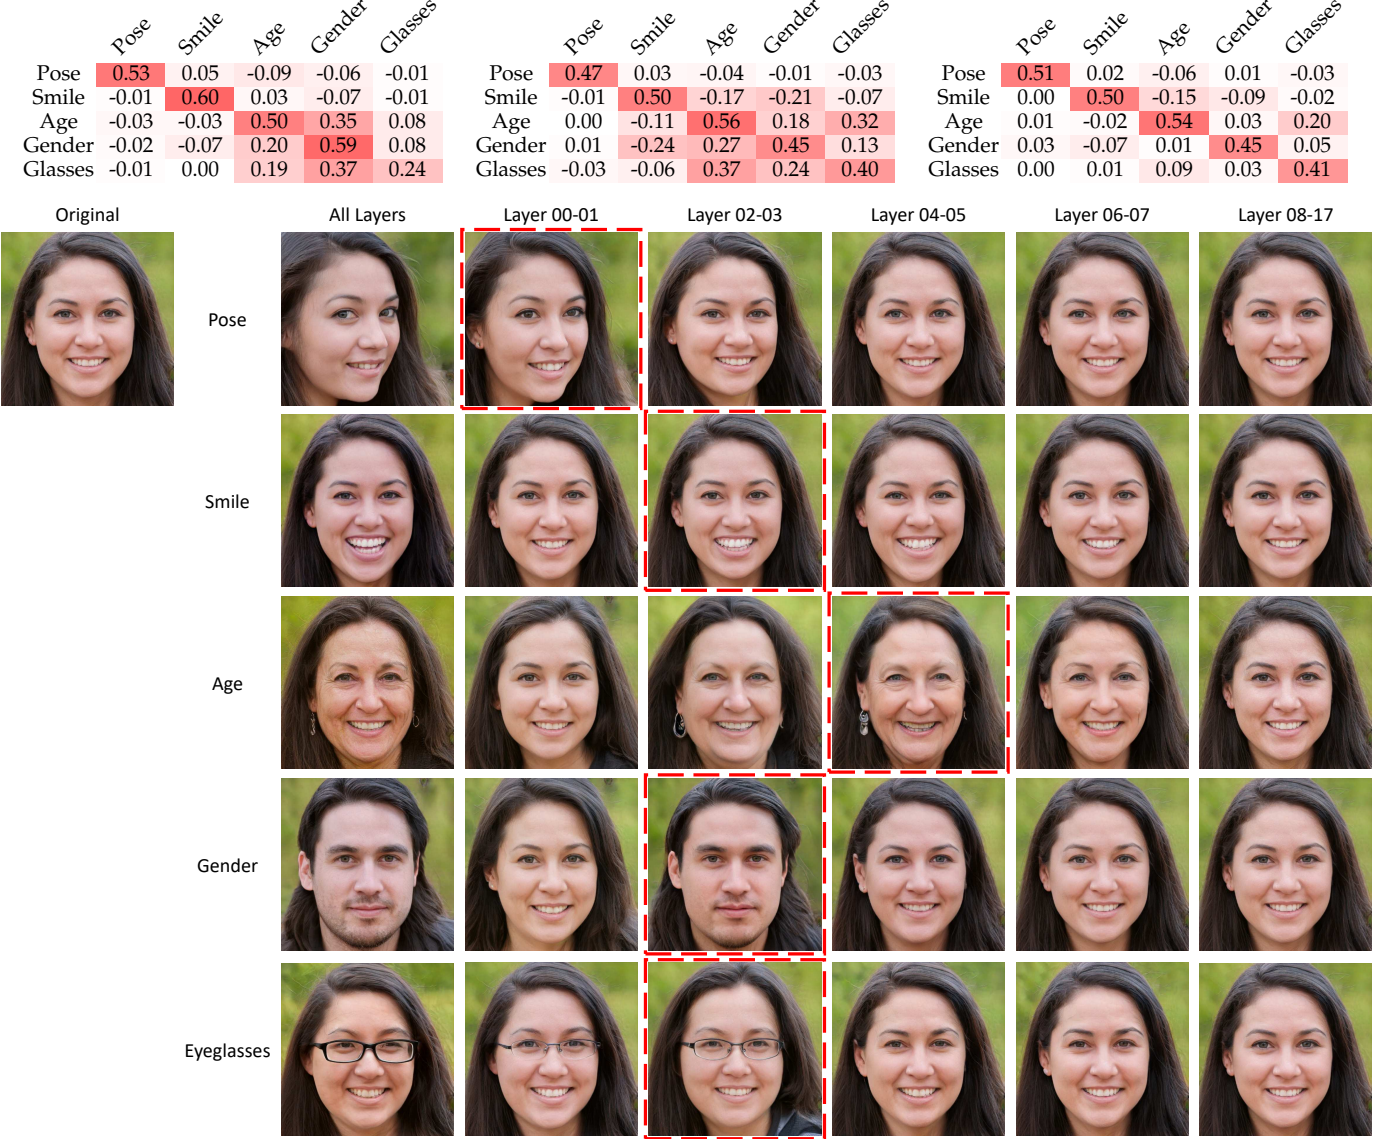 Pose Smile Age Gender Glasses
Pose 0.53 0.05 -0.09 -0.06 -0.01
Smile -0.01 0.60 0.03 -0.07 -0.01
Age -0.03 -0.03 0.50 0.35 0.08
Gender -0.02 -0.07 0.20 0.59 0.08
Glasses -0.01 0.00 0.19 0.37 0.24
Pose Smile Age Gender Glasses
Pose 0.47 0.03 -0.04 -0.01 -0.03
Smile -0.01 0.50 -0.17 -0.21 -0.07
Age 0.00 -0.11 0.56 0.18 0.32
Gender 0.01 -0.24 0.27 0.45 0.13
Glasses -0.03 -0.06 0.37 0.24 0.40
Pose Smile Age Gender Glasses
Pose 0.51 0.02 -0.06 0.01 -0.03
Smile 0.00 0.50 -0.15 -0.09 -0.02
Age 0.01 -0.02 0.54 0.03 0.20
Gender 0.03 -0.07 0.01 0.45 0.05
Glasses 0.00 0.01 0.09 0.03 0.41
Original All Layers Layer 00-01 Layer 02-03 Layer 04-05 Layer 06-07 Layer 08-17
Pose
Smile
Age
Gender
Eyeglasses